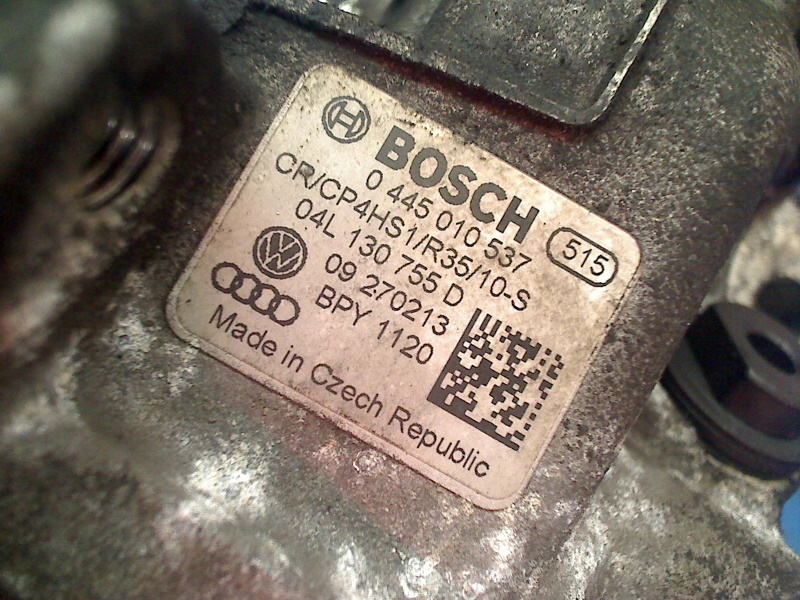 BOSCH
0 445 010 537
515
CR/CP4HS1/R35/10-S
04L 130 755 D
09 270213
BPY 1120
Made in Czech Republic